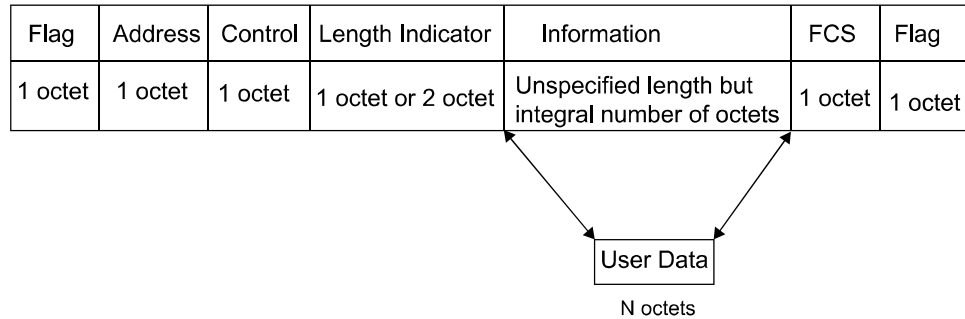 Flag Address Control Length Indicator Information FCS Flag
1 octet 1 octet 1 octet 1 octet or 2 octet Unspecified length but integral number of octets 1 octet 1 octet
User Data
N octets